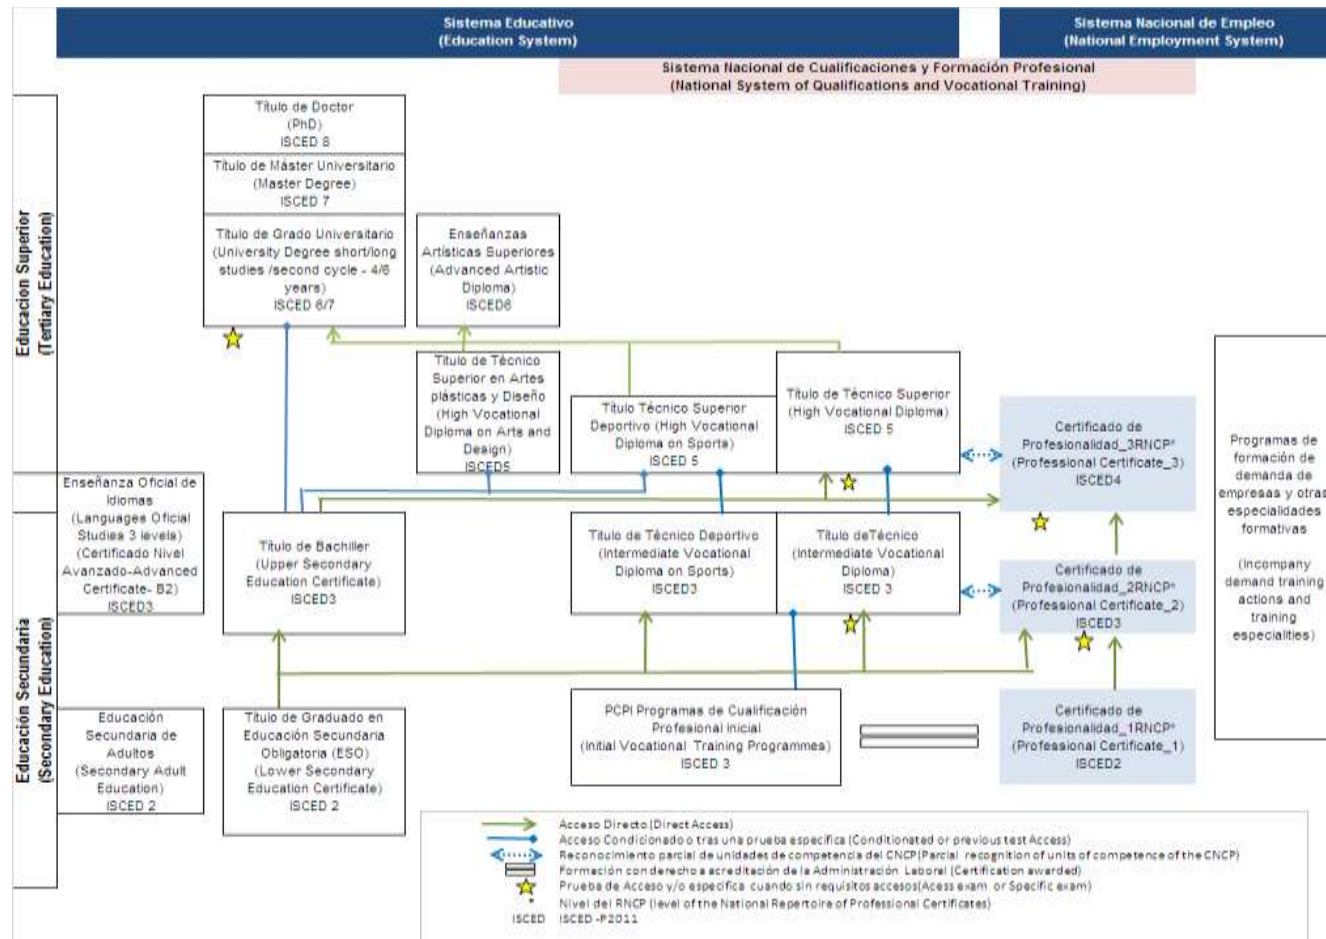 Sistema Educativo
(Education System)
Sistema Nacional de Empleo
(National Employment System)
Sistema Nacional de Cualificaciones y Formación Profesional
(National System of Qualifications and Vocational Training)
Educacion Superior
(Tertiary Education)
Título de Doctor
(PhD)
ISCED 8
Título de Máster Universitario
(Master Degree)
ISCED 7
Título de Grado Universitario
(University Degree short/long
studies /second cycle - 4/6
years)
ISCED 6/7
Enseñanzas
Artísticas Superiores
(Advanced Artistic
Diploma)
ISCED6
Título de Técnico
Superior en Artes
plásticas y Diseño
(High Vocational
Diploma on Arts and
Design)
ISCED5
Título Técnico Superior
Deportivo (High Vocational
Diploma on Sports)
ISCED 5
Título de Técnico Superior
(High Vocational Diploma)
ISCED 5
Certificado de
Profesionalidad_3RNCP*
(Professional Certificate_3)
ISCED4
Programas de
formación de
demanda de
empresas y otras
especialidades
formativas
(Incompany
demand training
actions and
training
especialities)
Educación Secundaria
(Secondary Education)
Enseñanza Oficial de
Idiomas
(Languages Oficial
Studies 3 levels)
(Certificado Nivel
Avanzado-Advanced
Certificate- B2)
ISCED3
Título de Bachiller
(Upper Secondary
Education Certificate)
ISCED3
Título de Técnico Deportivo
(Intermediate Vocational
Diploma on Sports)
ISCED3
Título deTécnico
(Intermediate Vocational
Diploma)
ISCED 3
Certificado de
Profesionalidad_2RNCP*
(Professional Certificate_2)
ISCED3
Educación
Secundaria de
Adultos
(Secondary Adult
Education)
ISCED 2
Título de Graduado en
Educación Secundaria
Obligatoria (ESO)
(Lower Secondary
Education Certificate)
ISCED 2
PCPI Programas de Cualificación
Profesional Inicial
(Initial Vocational Training Programmes)
ISCED 3
Certificado de
Profesionalidad_1RNCP*
(Professional Certificate_1)
ISCED2
Acceso Directo (Direct Access)
Acceso Condicionado o tras una prueba específica (Conditionated or previous test Access)
Reconocimiento parcial de unidades de competencia del CNCP(Parcial recognition of units of competence of the CNCP)
Formación con derecho a acreditación de la Administración Laboral (Certification awarded)
Prueba de Acceso y/o especifica cuando sin requisitos accesos(Acess exam or Specific exam)
* Nivel del RNCP (level of the National Repertoire of Professional Certificates)
ISCED ISCED -P2011